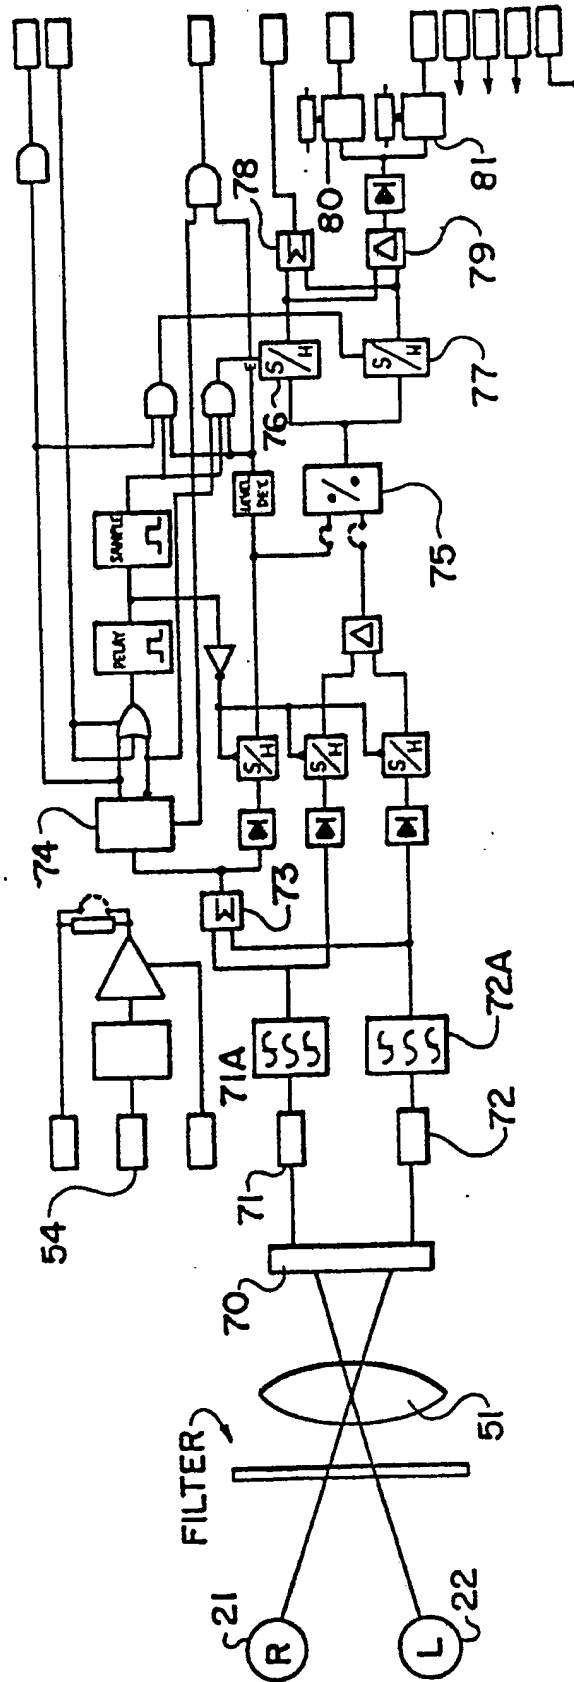 FILTER
21
R
22
L
51
70
71
72
71A
72A
54
73
74
Σ
S/H
S/H
S/H
Δ
DELAY
SAMPLE
LEVEL
DET.
75
%
76
S/H
77
S/H
E
78
Σ
79
Δ
80
81